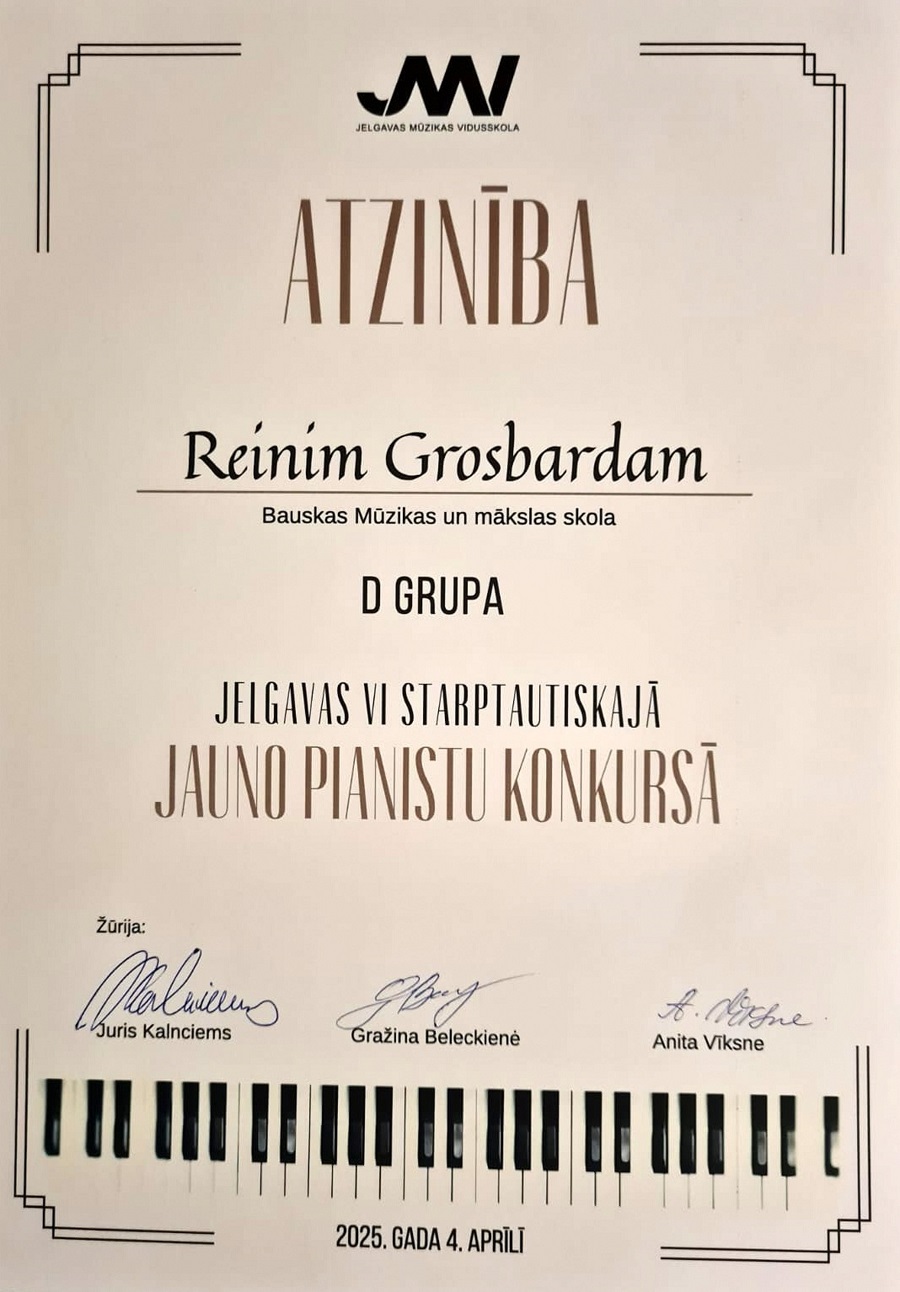 JMV
JELGAVAS MŪZIKAS VIDUSSKOLA
ATZINĪBA
Reinim Grosbardam
Bauskas Mūzikas un mākslas skola
D GRUPA
JELGAVAS VI STARPTAUTISKAJĀ
JAUNO PIANISTU KONKURSĀ
Žūrija:
A. Vīksne
Juris Kalnciems Gražina Beleckienė Anita Vīksne
2025. GADA 4. APRĪLĪ